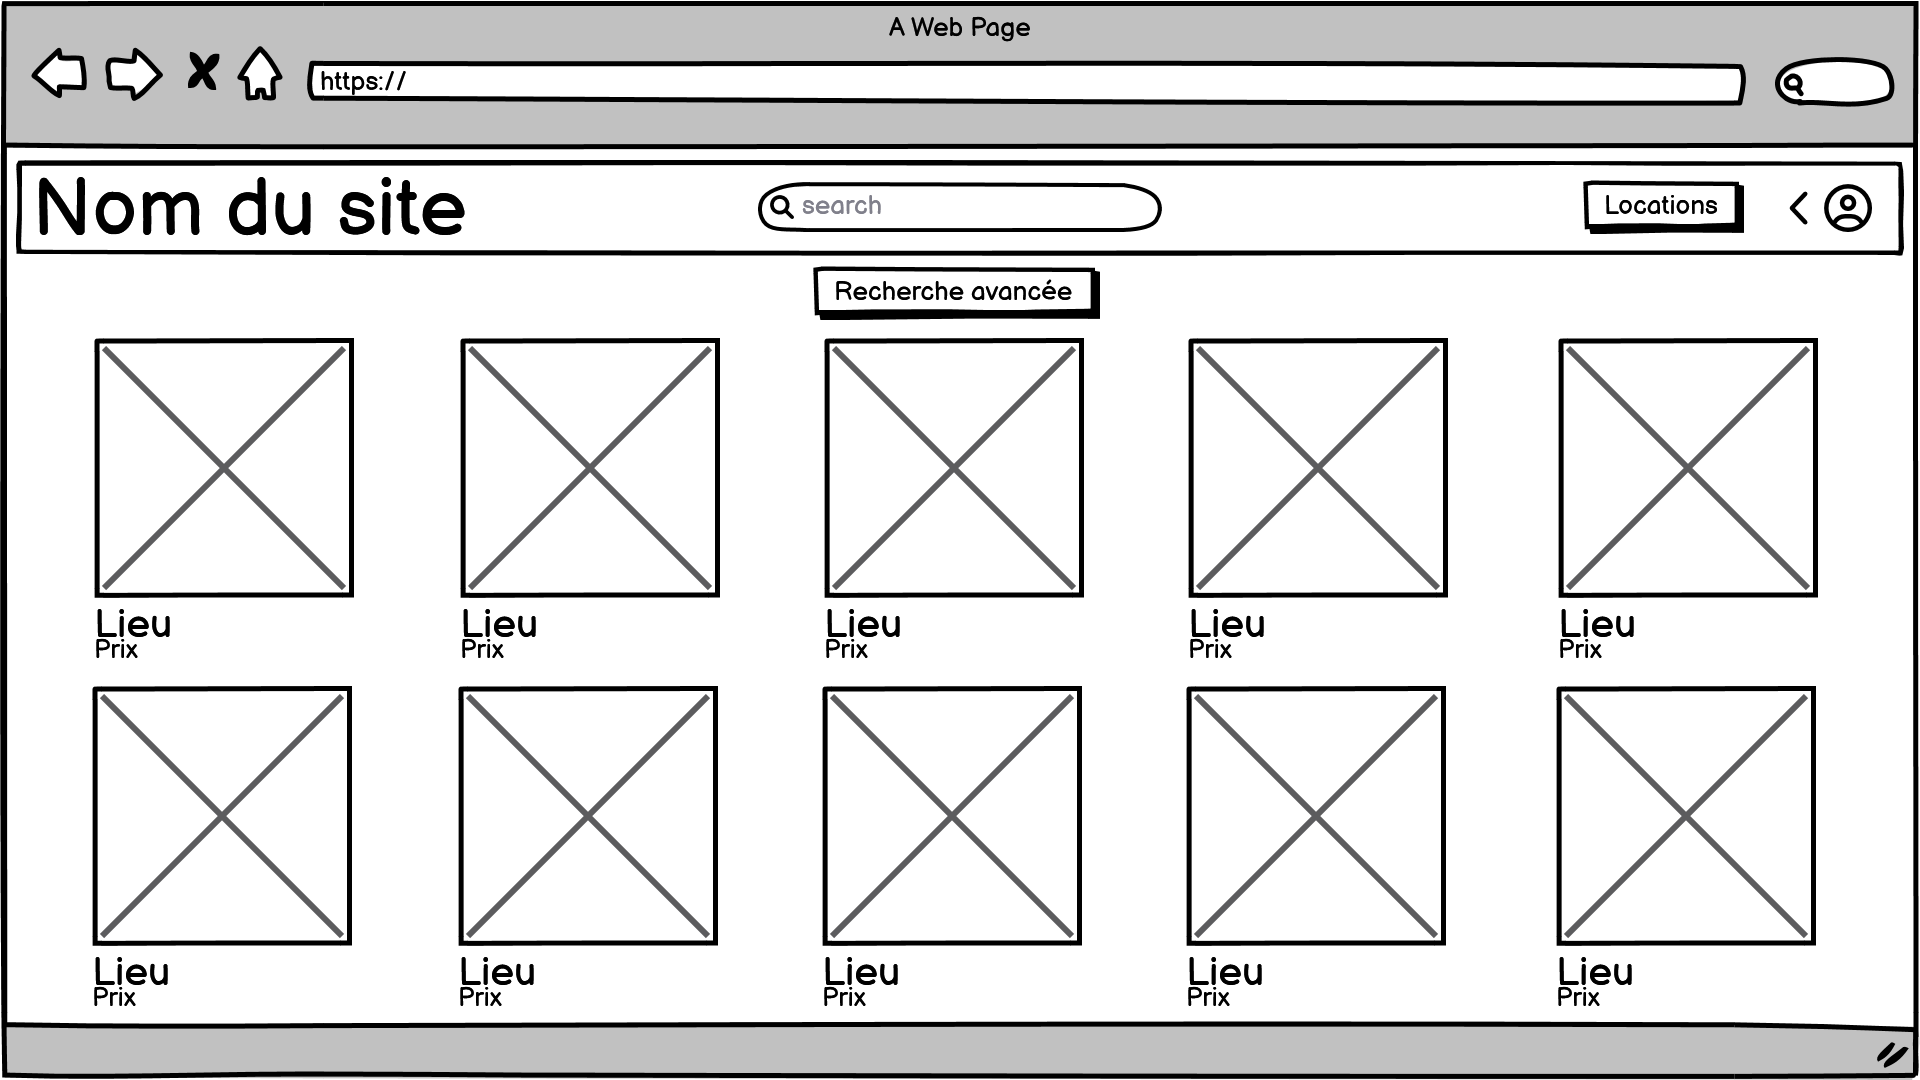 A Web Page
https://
Nom du site
search
Locations
Recherche avancée
Lieu Lieu Lieu Lieu Lieu
Prix Prix Prix Prix Prix
Lieu Lieu Lieu Lieu Lieu
Prix Prix Prix Prix Prix